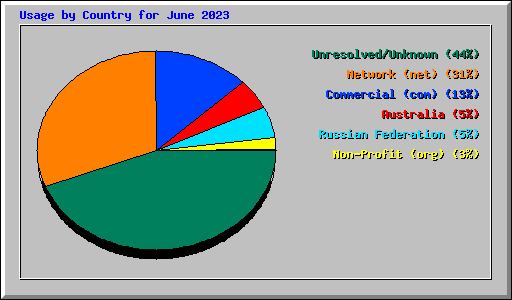 Usage by Country for June 2023
Unresolved/Unknown (44%)
Network (net) (31%)
Commercial (com) (13%)
Australia (5%)
Russian Federation (5%)
Non-Profit (org) (3%)